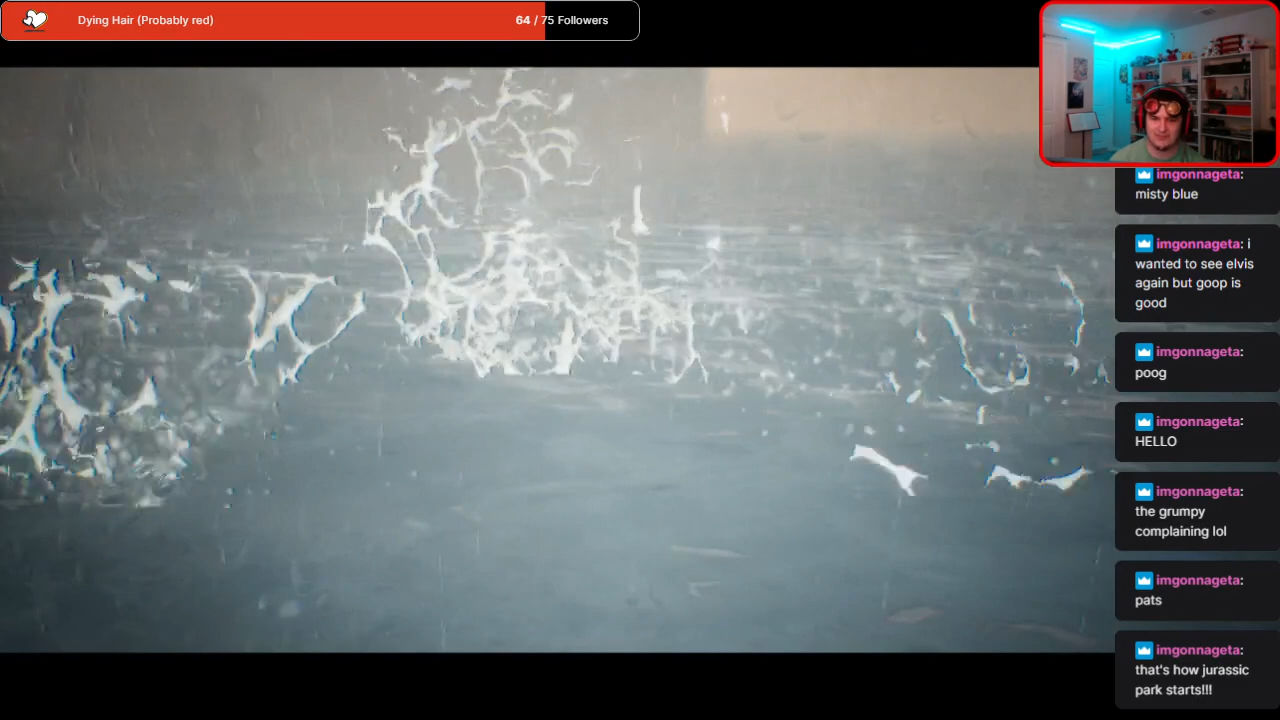 Dying Hair (Probably red)
64 / 75 Followers
imgonnageta:
misty blue
imgonnageta: i
wanted to see elvis
again but goop is
good
imgonnageta:
poog
imgonnageta:
HELLO
imgonnageta:
the grumpy
complaining lol
imgonnageta:
pats
imgonnageta:
that's how jurassic
park starts!!!